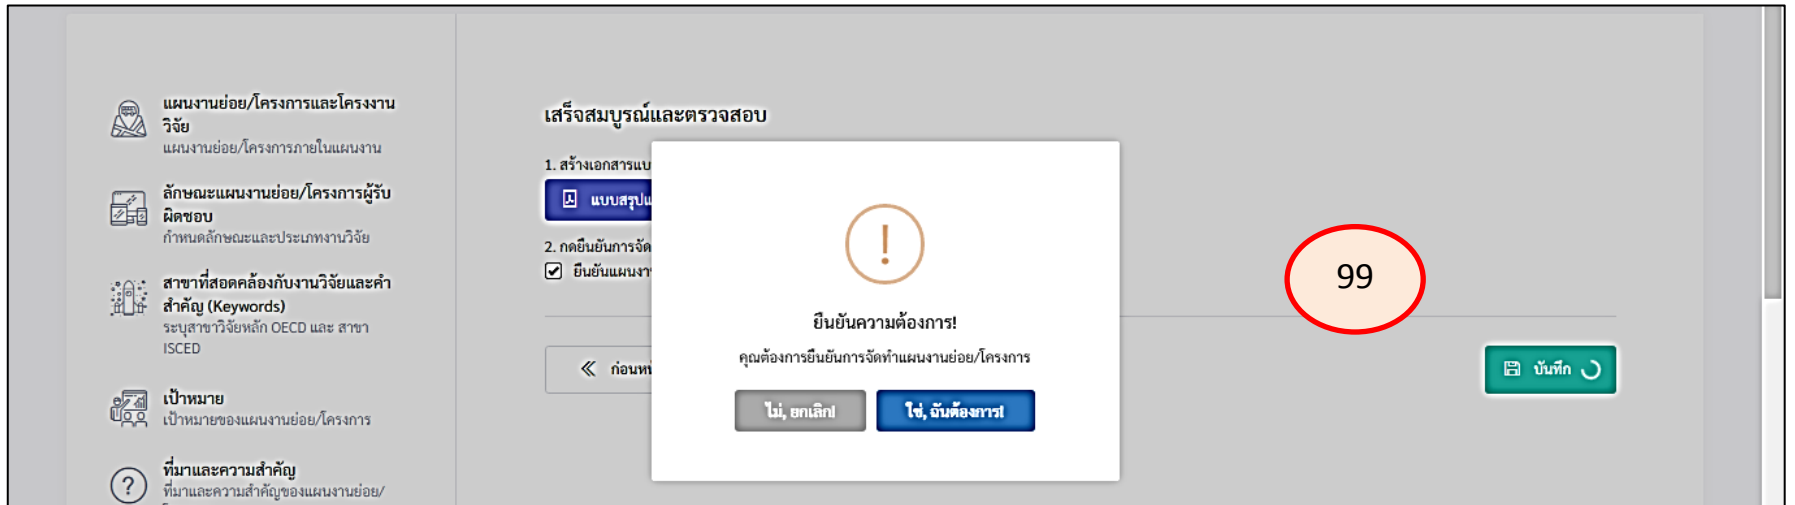 แผนงานย่อย/โครงการและโครงงาน
วิจัย
แผนงานย่อย/โครงการภายในแผนงาน
ลักษณะแผนงานย่อย/โครงการผู้รับ
ผิดชอบ
กำหนดลักษณะและประเภทงานวิจัย
สาขาที่สอดคล้องกับงานวิจัยและคำ
สำคัญ (Keywords)
ระบุสาขาวิจัยหลัก OECD และ สาขา
ISCED
เป้าหมาย
เป้าหมายของแผนงานย่อย/โครงการ
ที่มาและความสำคัญ
ที่มาและความสำคัญของแผนงานย่อย/
เสร็จสมบูรณ์และตรวจสอบ
1. สร้างเอกสารแบ
แบบสรุปแ
2. กดยืนยันการจัด
ยืนยันแผนงา
ก่อนหน้
ยืนยันความต้องการ!
คุณต้องการยืนยันการจัดทำแผนงานย่อย/โครงการ
ไม่, ยกเลิก!
ใช่, ฉันต้องการ!
99
บันทึก